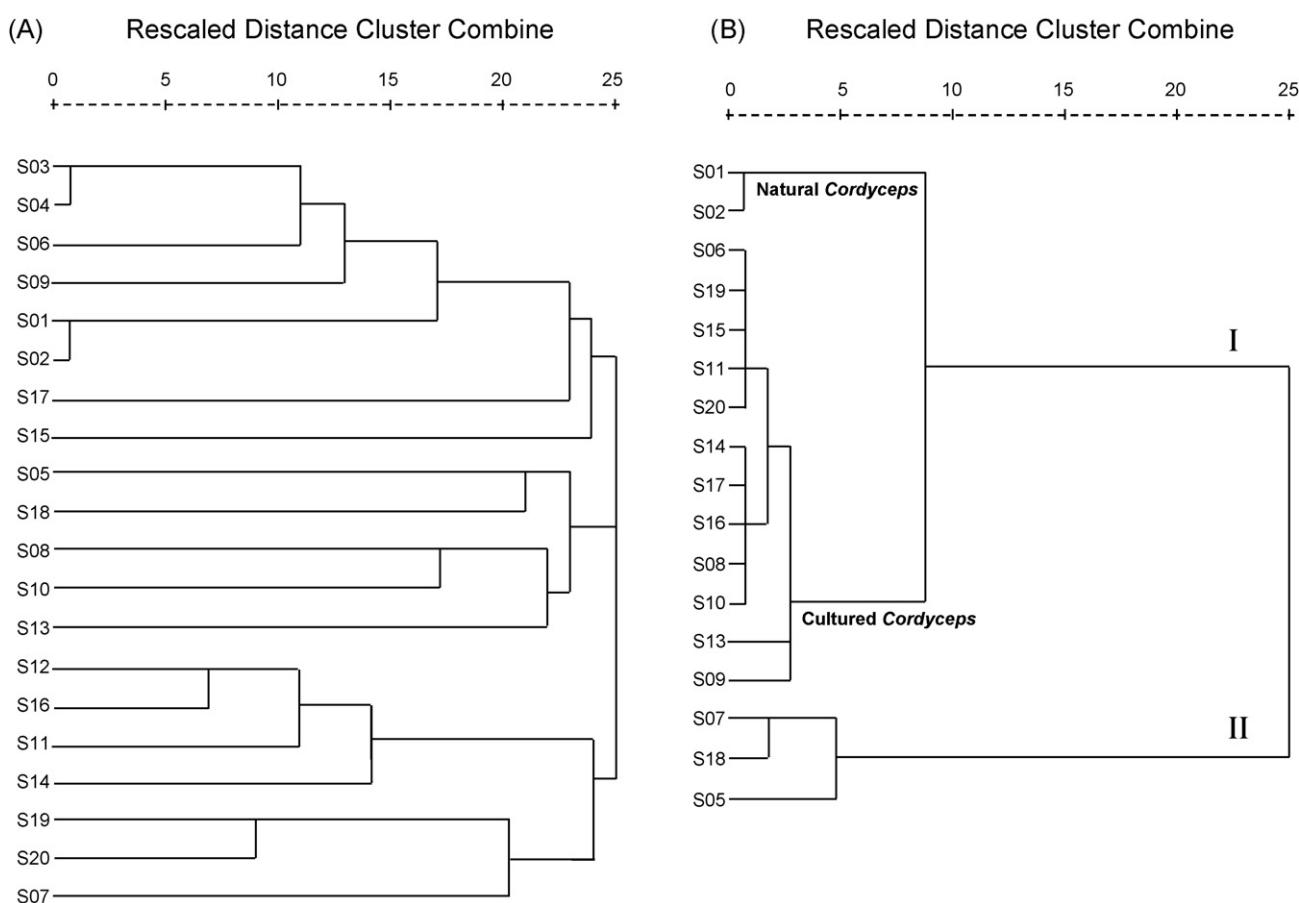 (A) Rescaled Distance Cluster Combine
0 5 10 15 20 25
S03
S04
S06
S09
S01
S02
S17
S15
S05
S18
S08
S10
S13
S12
S16
S11
S14
S19
S20
S07
(B) Rescaled Distance Cluster Combine
0 5 10 15 20 25
S01
Natural Cordyceps
S02
S06
S19
S15
I
S11
S20
S14
S17
S16
S08
S10
Cultured Cordyceps
S13
S09
S07
II
S18
S05